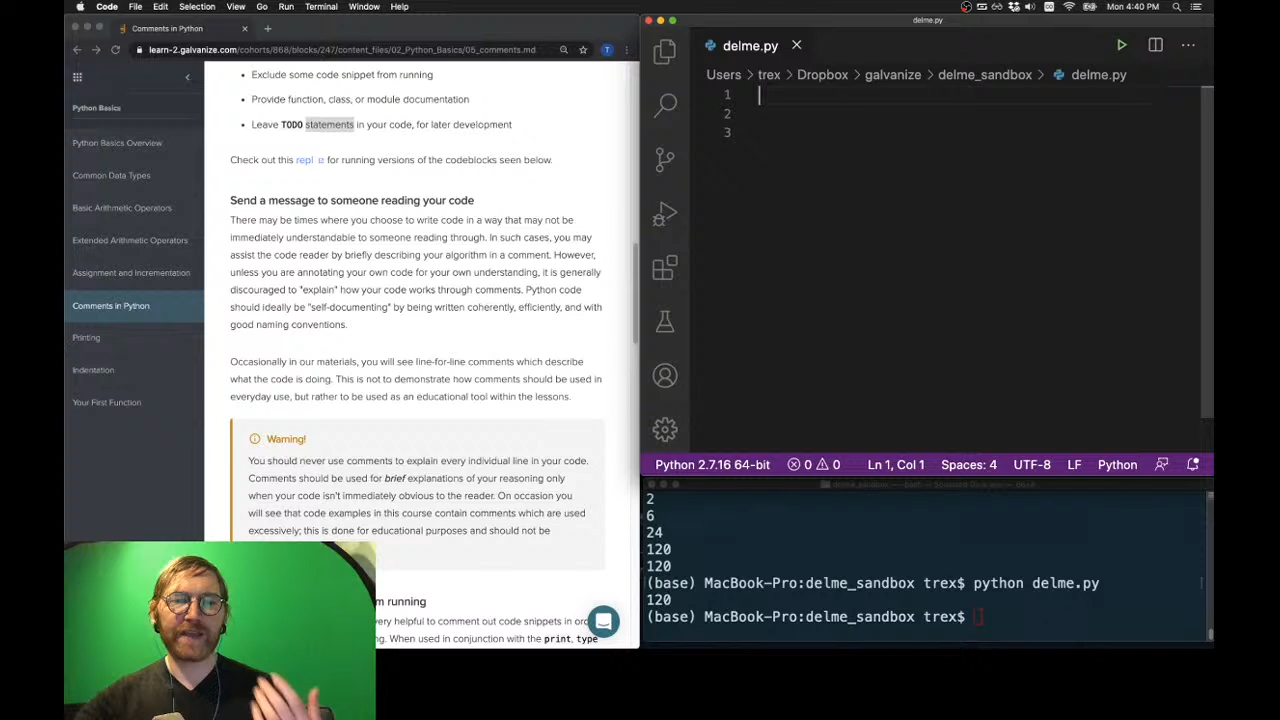 Code File Edit Selection View Go Run Terminal Window Help
Mon 4:40 PM
Comments in Python
learn-2.galvanize.com/cohorts/868/blocks/247/content_files/02_Python_Basics/05_comments.md
T
Python Basics
Python Basics Overview
Common Data Types
Basic Arithmetic Operators
Extended Arithmetic Operators
Assignment and Incrementation
Comments in Python
Printing
Indentation
Your First Function
• Exclude some code snippet from running
• Provide function, class, or module documentation
• Leave TODO statements in your code, for later development
Check out this repl for running versions of the codeblocks seen below.
Send a message to someone reading your code
There may be times where you choose to write code in a way that may not be
immediately understandable to someone reading through. In such cases, you may
assist the code reader by briefly describing your algorithm in a comment. However,
unless you are annotating your own code for your own understanding, it is generally
discouraged to "explain" how your code works through comments. Python code
should ideally be "self-documenting" by being written coherently, efficiently, and with
good naming conventions.
Occasionally in our materials, you will see line-for-line comments which describe
what the code is doing. This is not to demonstrate how comments should be used in
everyday use, but rather to be used as an educational tool within the lessons.
Warning!
You should never use comments to explain every individual line in your code.
Comments should be used for brief explanations of your reasoning only
when your code isn't immediately obvious to the reader. On occasion you
will see that code examples in this course contain comments which are used
excessively; this is done for educational purposes and should not be
running
very helpful to comment out code snippets in
When used in conjunction with the print, type
delme.py
delme.py
Users > trex > Dropbox > galvanize > delme_sandbox > delme.py
1
2
3
Python 2.7.16 64-bit 0 0 Ln 1, Col 1 Spaces: 4 UTF-8 LF Python
2
6
24
120
120
(base) MacBook-Pro:delme_sandbox trex$ python delme.py
120
(base) MacBook-Pro:delme_sandbox trex$